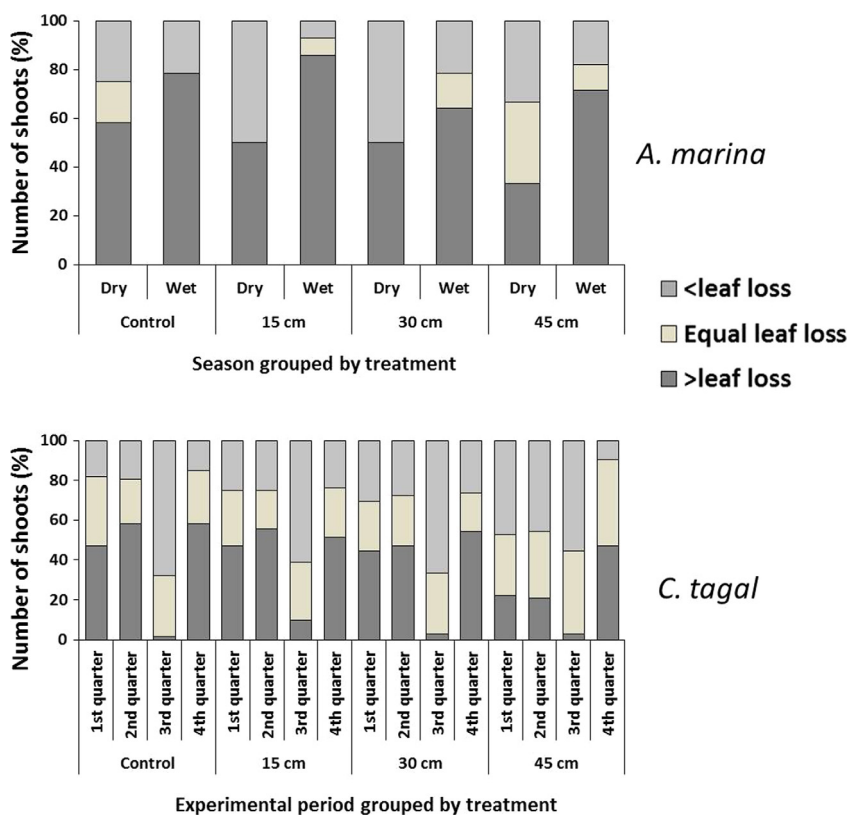 100
80
60
40
20
0
Number of shoots (%)
Dry Wet Dry Wet Dry Wet Dry Wet
Control 15 cm 30 cm 45 cm
Season grouped by treatment
A. marina
<leaf loss
Equal leaf loss
>leaf loss
100
80
60
40
20
0
Number of shoots (%)
1st quarter 2nd quarter 3rd quarter 4th quarter 1st quarter 2nd quarter 3rd quarter 4th quarter 1st quarter 2nd quarter 3rd quarter 4th quarter 1st quarter 2nd quarter 3rd quarter 4th quarter
Control 15 cm 30 cm 45 cm
Experimental period grouped by treatment
C. tagal